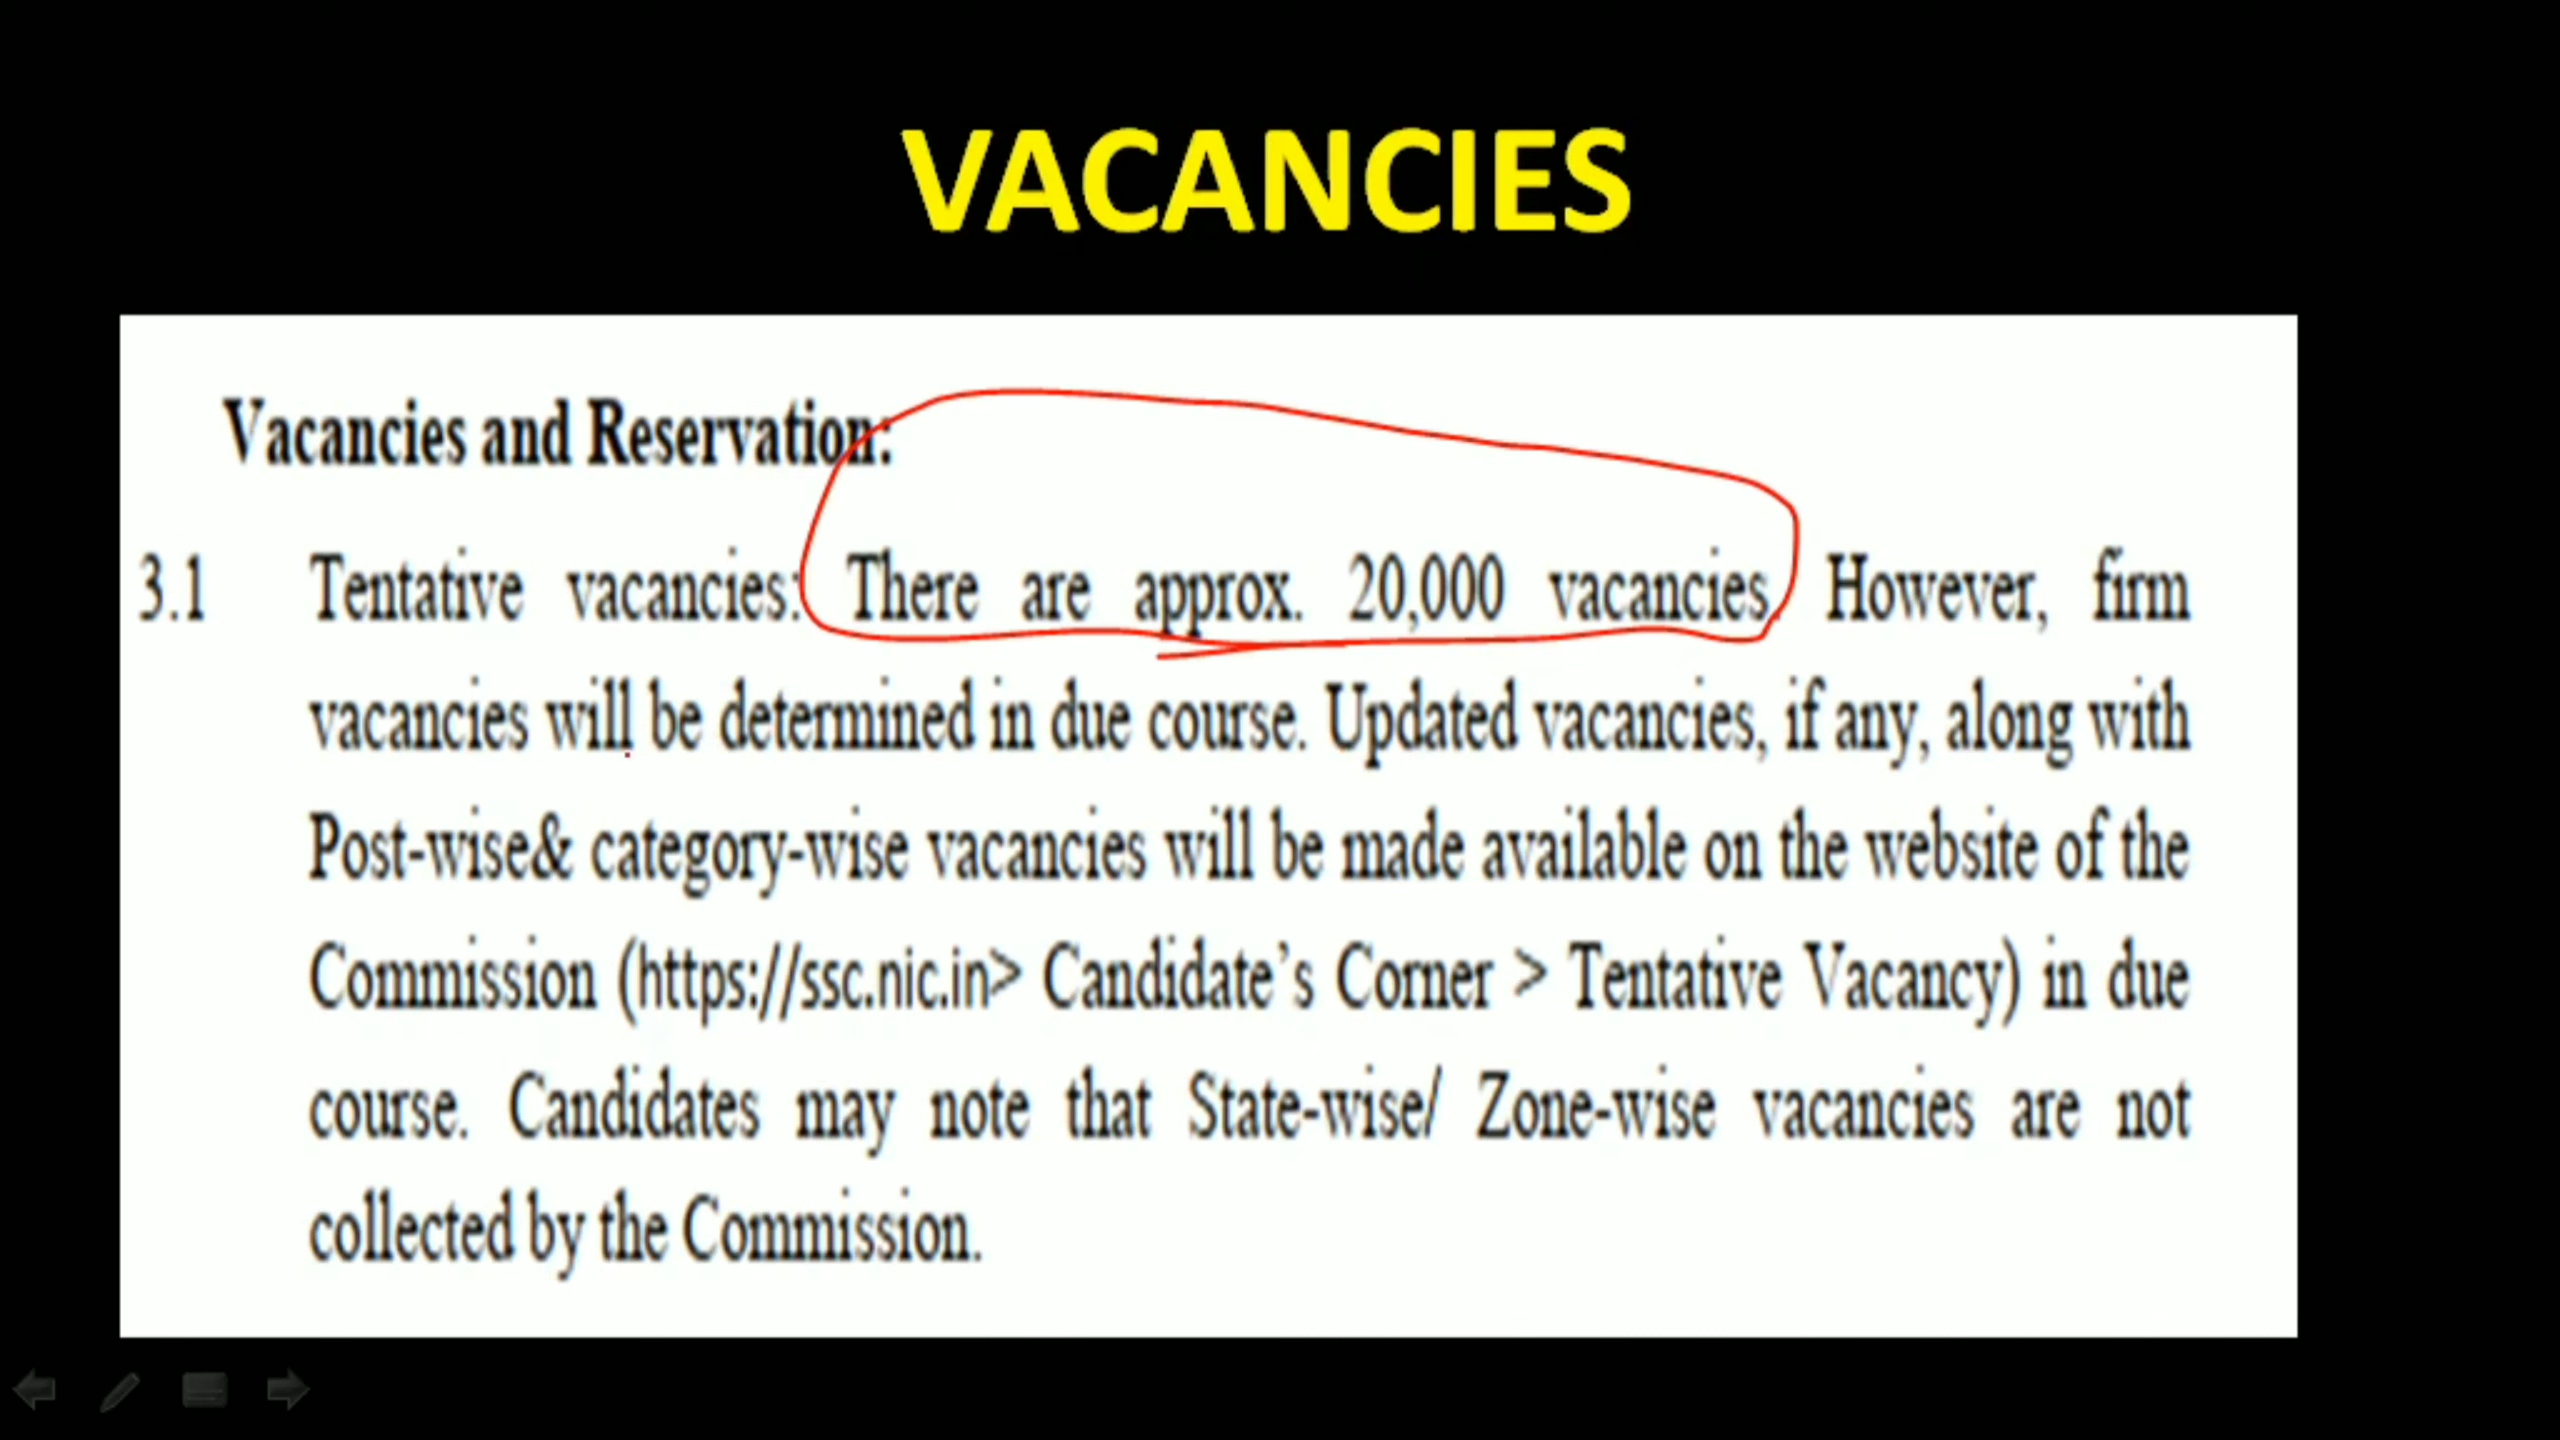 VACANCIES
Vacancies and Reservation:
3.1 Tentative vacancies: There are approx. 20,000 vacancies. However, firm
vacancies will be determined in due course. Updated vacancies, if any, along with
Post-wise& category-wise vacancies will be made available on the website of the
Commission (https://ssc.nic.in> Candidate's Corner > Tentative Vacancy) in due
course. Candidates may note that State-wise/ Zone-wise vacancies are not
collected by the Commission.